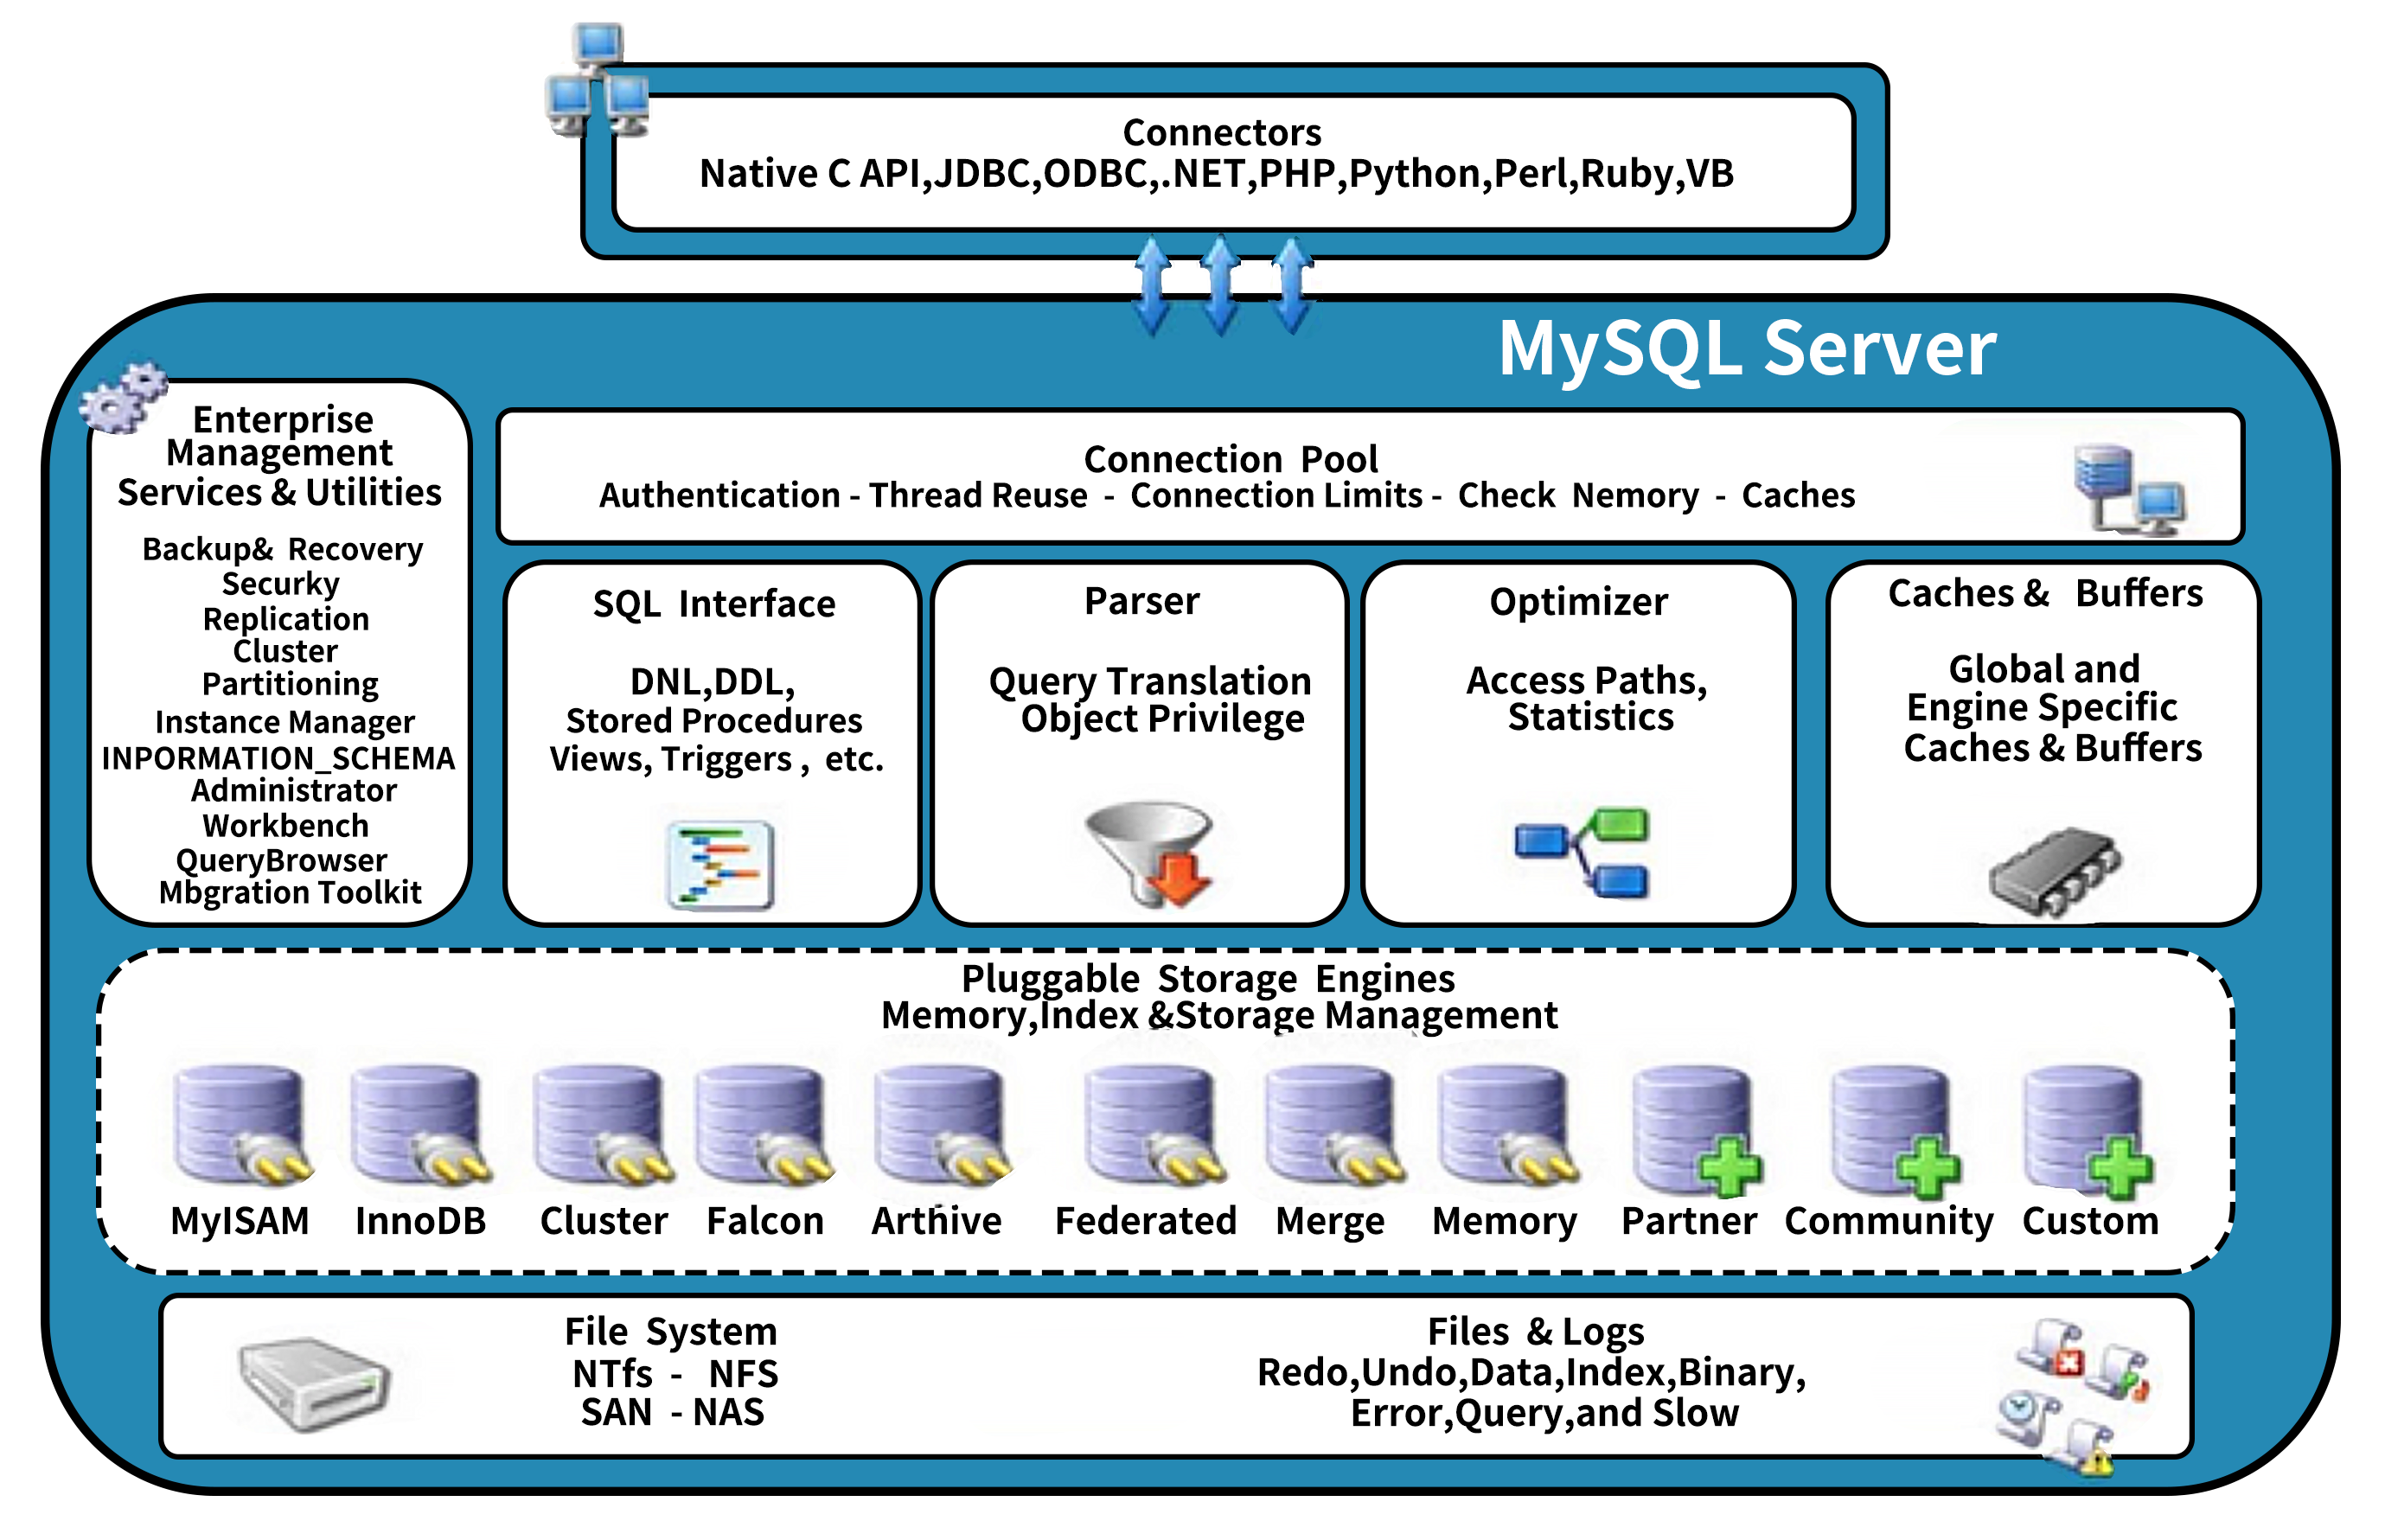 Connectors
Native C API,JDBC,ODBC,.NET,PHP,Python,Perl,Ruby,VB
MySQL Server
Enterprise
Management
Services & Utilities
Backup& Recovery
Securky
Replication
Cluster
Partitioning
Instance Manager
INPORMATION_SCHEMA
Administrator
Workbench
QueryBrowser
Mbgration Toolkit
Connection Pool
Authentication - Thread Reuse - Connection Limits - Check Nemory - Caches
SQL Interface
DNL,DDL,
Stored Procedures
Views, Triggers , etc.
Parser
Query Translation
Object Privilege
Optimizer
Access Paths,
Statistics
Caches & Buffers
Global and
Engine Specific
Caches & Buffers
Pluggable Storage Engines
Memory,Index &Storage Management
MyISAM InnoDB Cluster Falcon Arthive Federated Merge Memory Partner Community Custom
File System
NTfs - NFS
SAN - NAS
Files & Logs
Redo,Undo,Data,Index,Binary,
Error,Query,and Slow